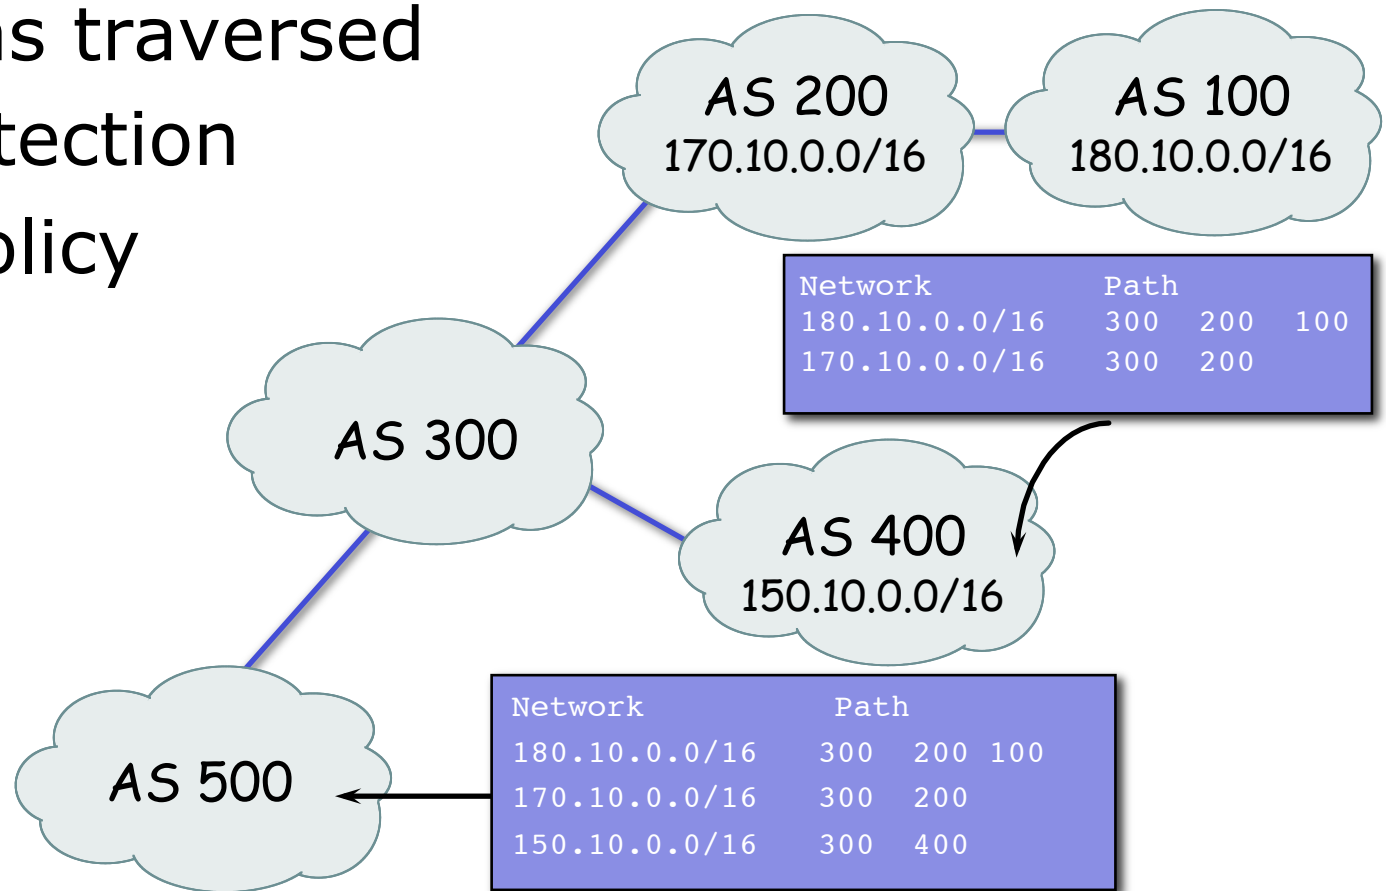 as traversed
tection
olicy
AS 200
170.10.0.0/16
AS 100
180.10.0.0/16
Network Path
180.10.0.0/16 300 200 100
170.10.0.0/16 300 200
AS 300
AS 400
150.10.0.0/16
AS 500
Network Path
180.10.0.0/16 300 200 100
170.10.0.0/16 300 200
150.10.0.0/16 300 400